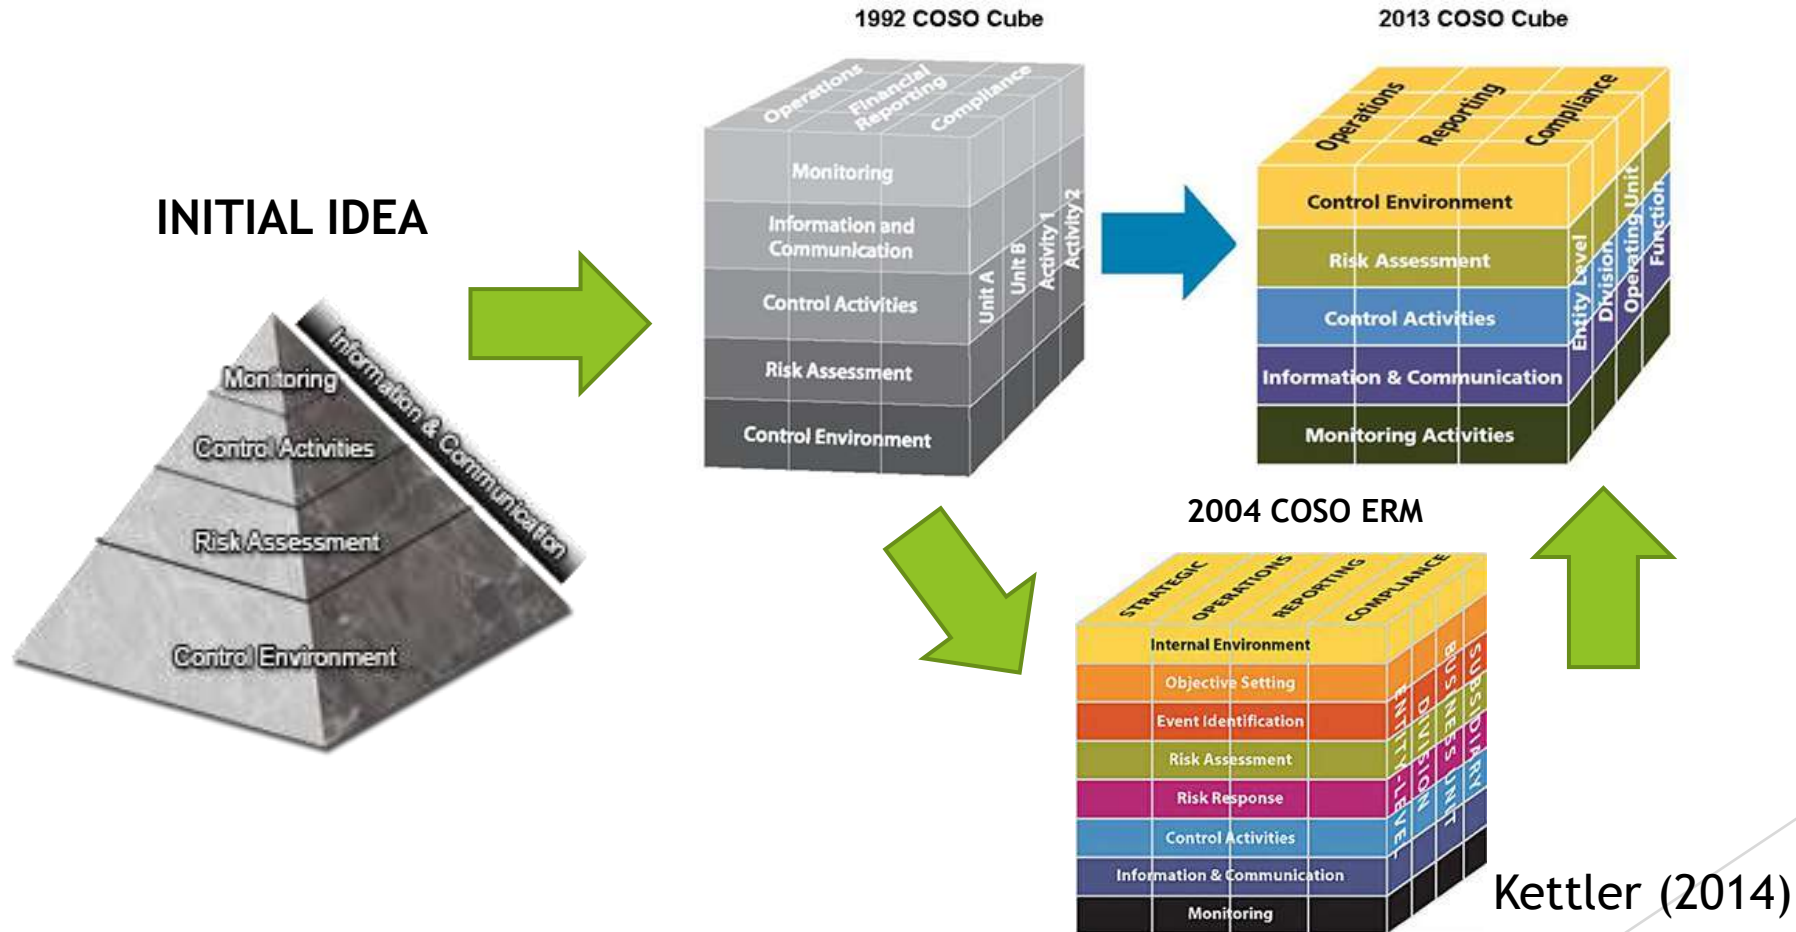 INITIAL IDEA
Monitoring
Control Activities
Risk Assessment
Control Environment
Information & Communication
1992 COSO Cube
Operations
Financial
Reporting
Compliance
Monitoring
Information and
Communication
Control Activities
Risk Assessment
Control Environment
Unit A
Unit B
Activity 1
Activity 2
2013 COSO Cube
Operations
Reporting
Compliance
Control Environment
Risk Assessment
Control Activities
Information & Communication
Monitoring Activities
Entity Level
Division
Operating Unit
Function
2004 COSO ERM
STRATEGIC
OPERATIONS
REPORTING
COMPLIANCE
Internal Environment
Objective Setting
Event Identification
Risk Assessment
Risk Response
Control Activities
Information & Communication
Monitoring
ENTITY-LEVEL
DIVISION
BUSINESS UNIT
SUBSIDIARY
Kettler (2014)